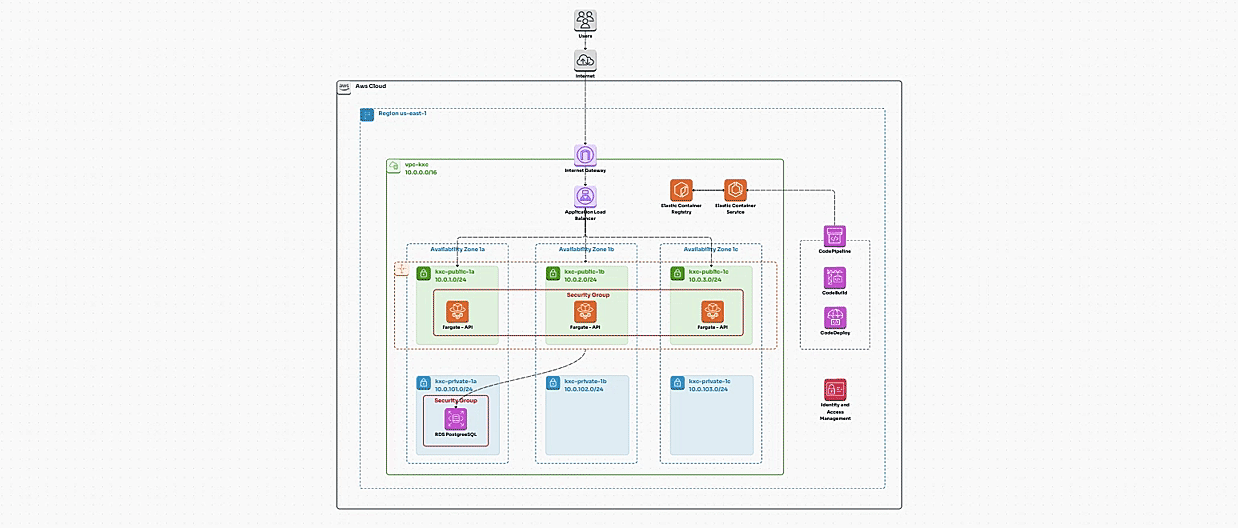 Users
Internet
aws
Aws Cloud
Region us-east-1
vpc-kxc
10.0.0.0/16
Internet Gateway
Application Load
Balancer
Elastic Container
Registry
Elastic Container
Service
CodePipeline
CodeBuild
CodeDeploy
Identity and
Access
Management
Availability Zone 1a
Availability Zone 1b
Availability Zone 1c
kxc-public-1a
10.0.1.0/24
kxc-public-1b
10.0.2.0/24
kxc-public-1c
10.0.3.0/24
Security Group
Fargate - API
Fargate - API
Fargate - API
kxc-private-1a
10.0.101.0/24
kxc-private-1b
10.0.102.0/24
kxc-private-1c
10.0.103.0/24
Security Group
RDS PostgreSQL